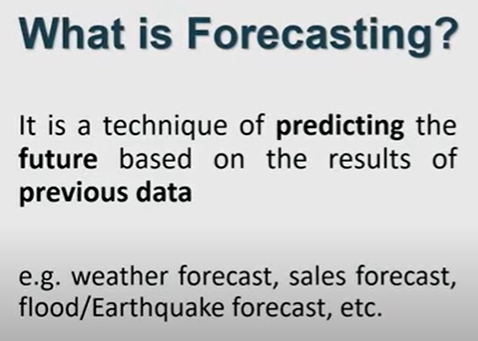 What is Forecasting?
It is a technique of predicting the
future based on the results of
previous data
e.g. weather forecast, sales forecast,
flood/Earthquake forecast, etc.